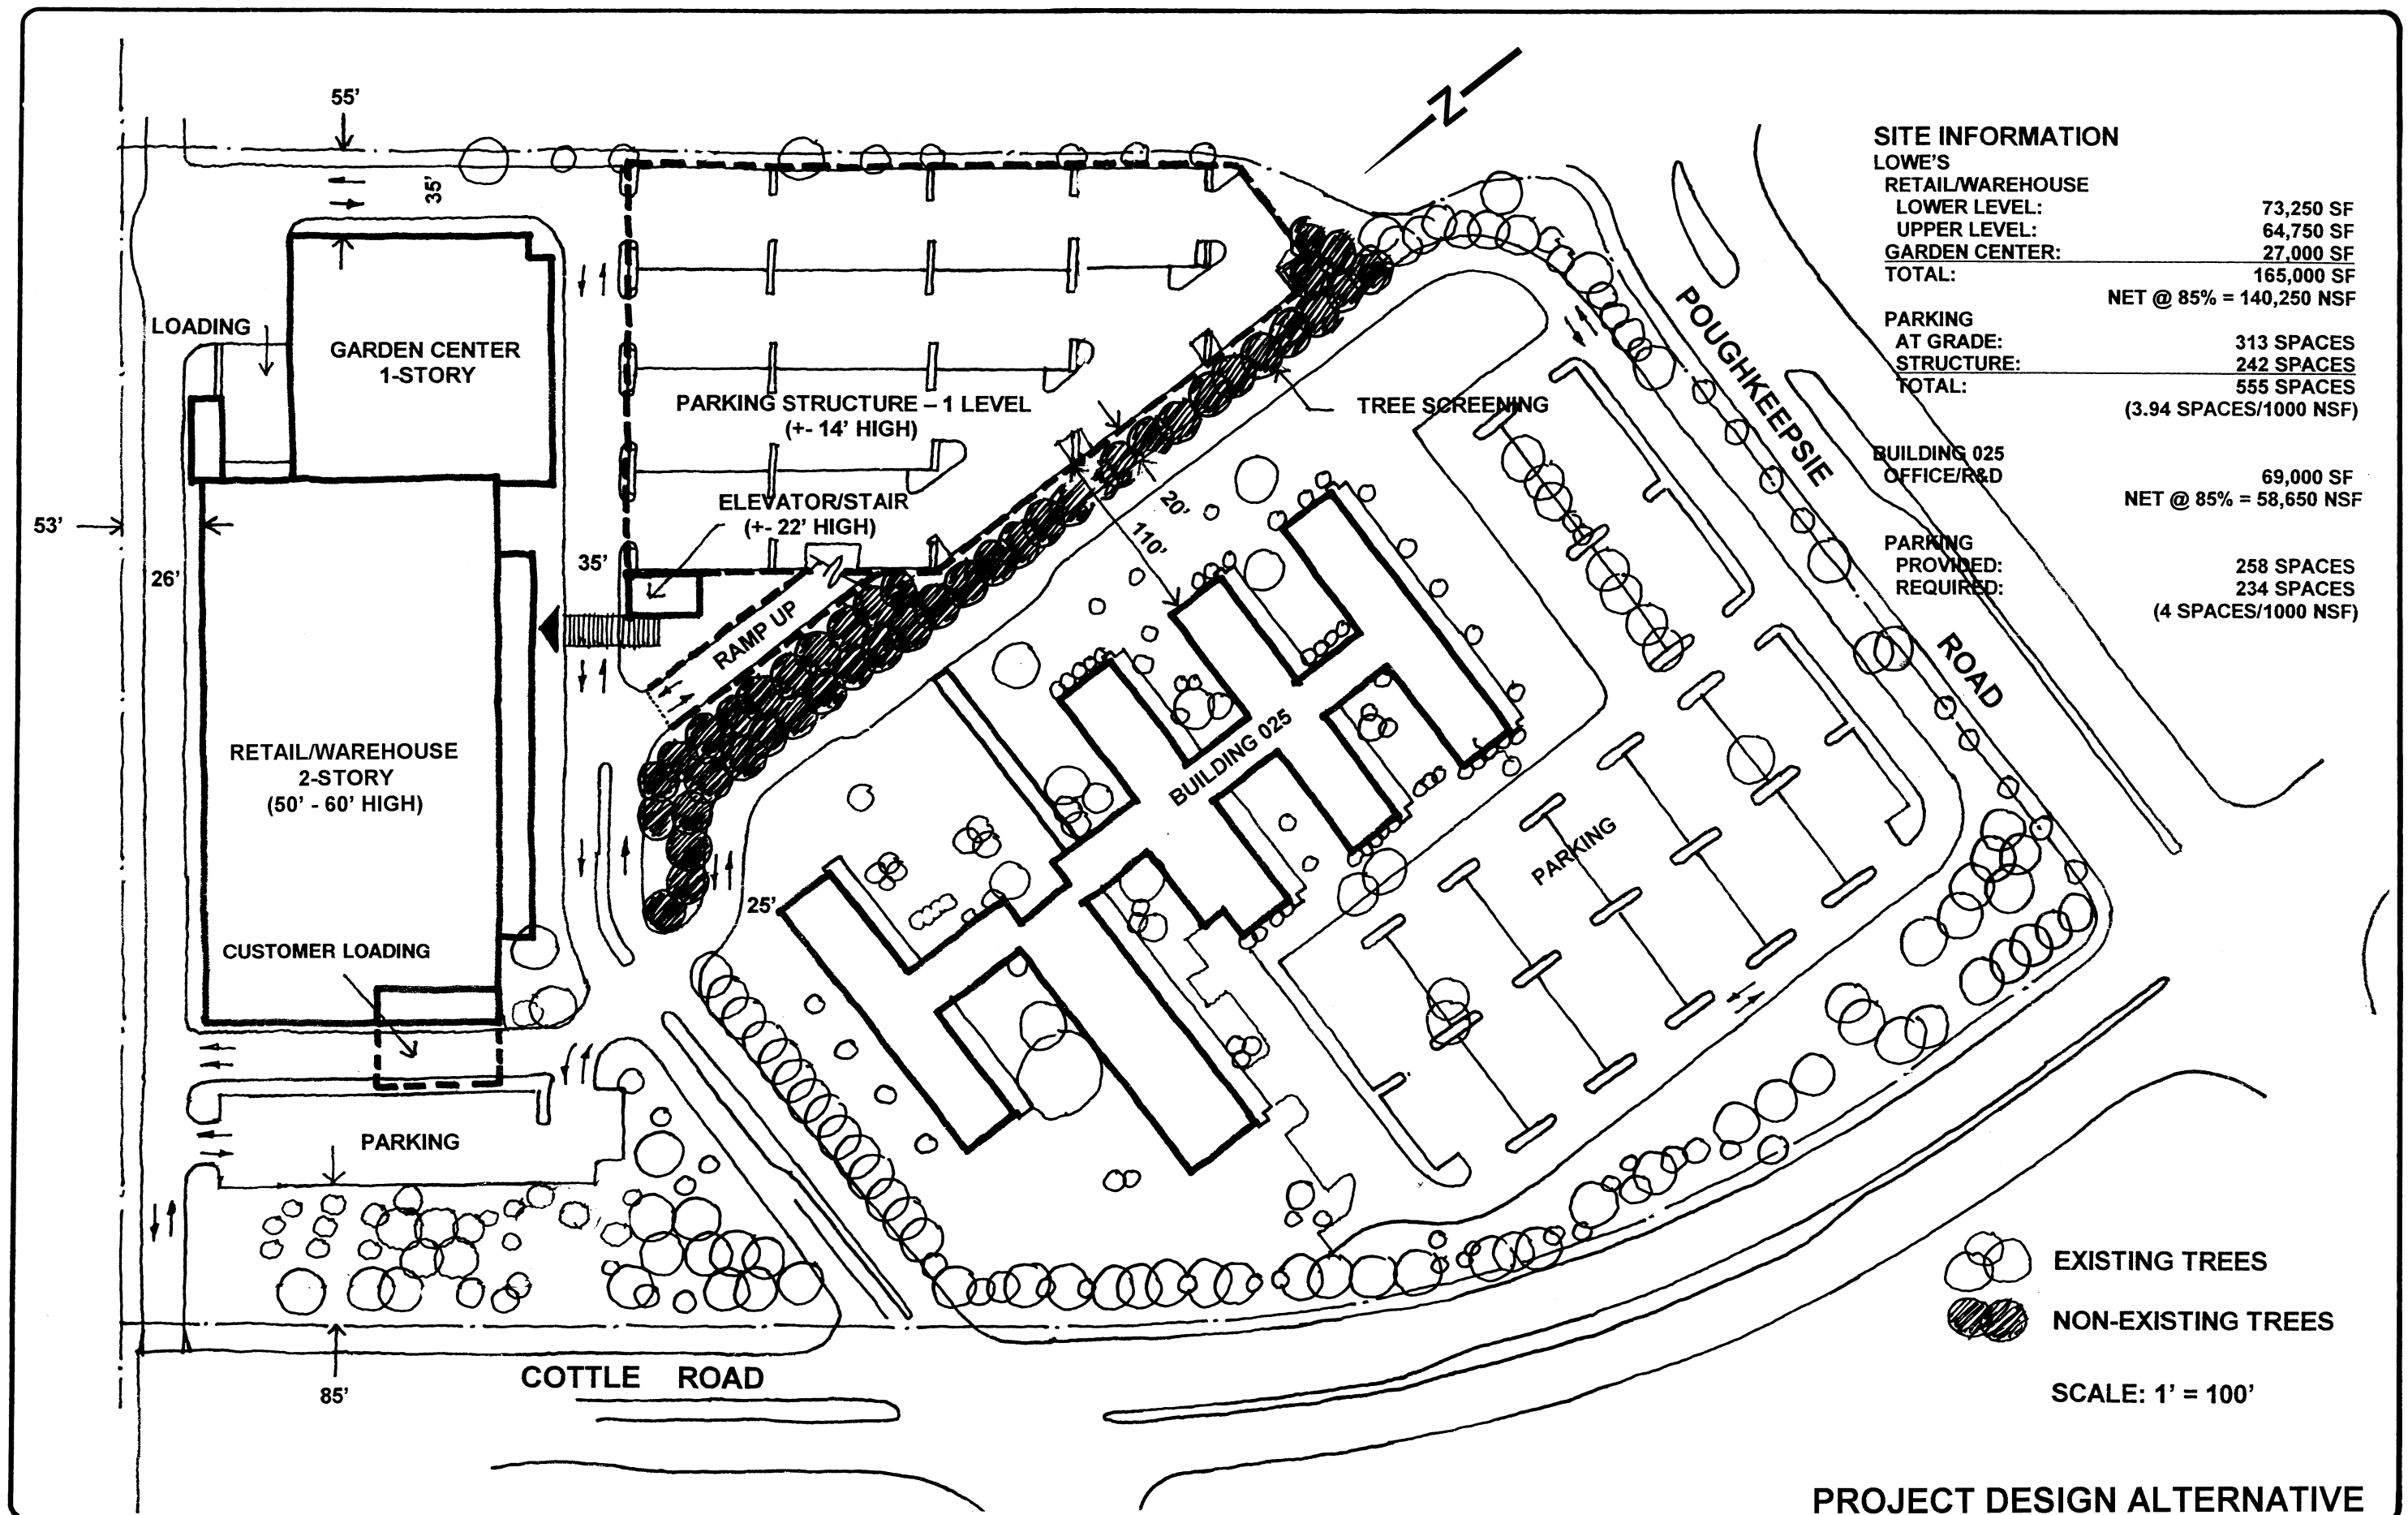 55'
35'
N
SITE INFORMATION
LOWE'S
RETAIL/WAREHOUSE
LOWER LEVEL: 73,250 SF
UPPER LEVEL: 64,750 SF
GARDEN CENTER: 27,000 SF
TOTAL: 165,000 SF
NET @ 85% = 140,250 NSF
PARKING
AT GRADE: 313 SPACES
STRUCTURE: 242 SPACES
TOTAL: 555 SPACES
(3.94 SPACES/1000 NSF)
BUILDING 025
OFFICE/R&D 69,000 SF
NET @ 85% = 58,650 NSF
PARKING
PROVIDED: 258 SPACES
REQUIRED: 234 SPACES
(4 SPACES/1000 NSF)
POUGHKEEPSIE
ROAD
LOADING
GARDEN CENTER
1-STORY
PARKING STRUCTURE – 1 LEVEL
(+- 14' HIGH)
TREE SCREENING
ELEVATOR/STAIR
(+- 22' HIGH)
20'
110'
53'
26'
35'
RAMP UP
BUILDING 025
RETAIL/WAREHOUSE
2-STORY
(50' - 60' HIGH)
PARKING
25'
CUSTOMER LOADING
PARKING
85'
COTTLE ROAD
EXISTING TREES
NON-EXISTING TREES
SCALE: 1' = 100'
PROJECT DESIGN ALTERNATIVE